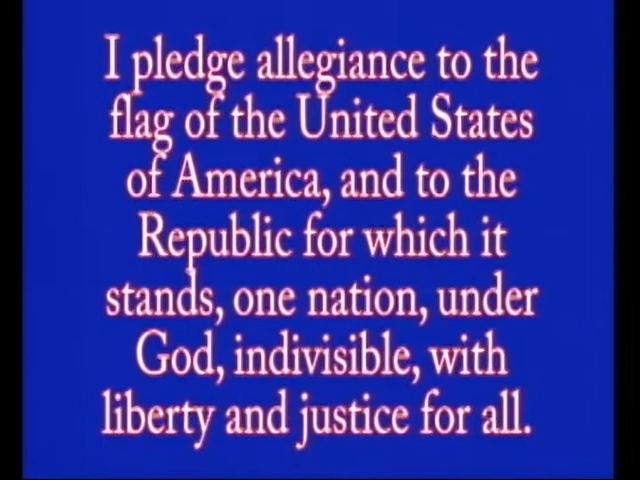 I pledge allegiance to the
flag of the United States
of America, and to the
Republic for which it
stands, one nation, under
God, indivisible, with
liberty and justice for all.